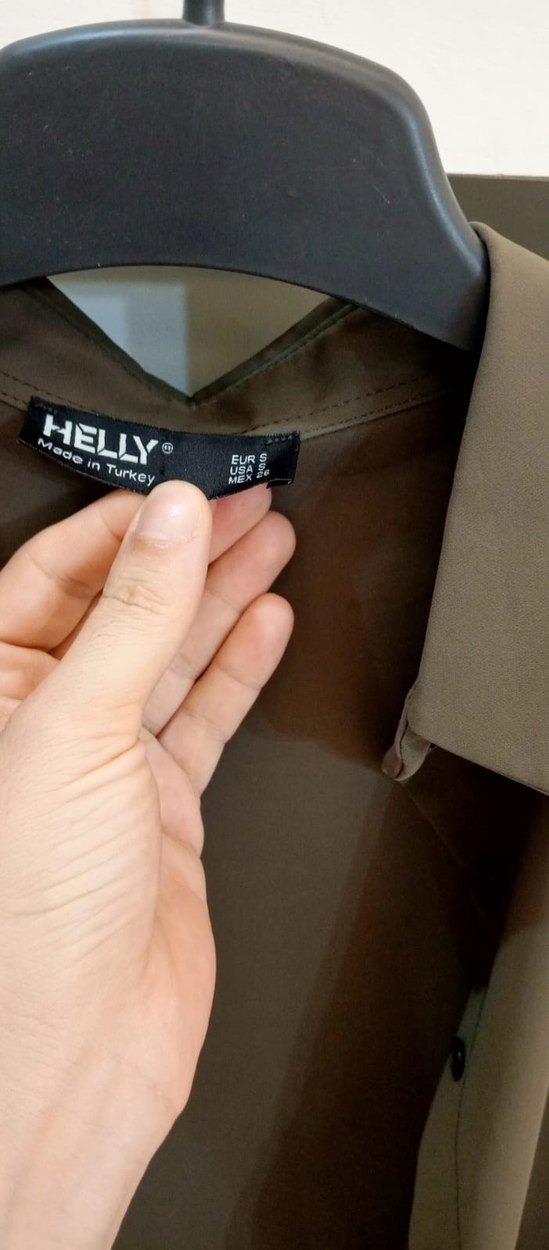 HELLY®
Made in Turkey
EUR S
USA S
MEX 26